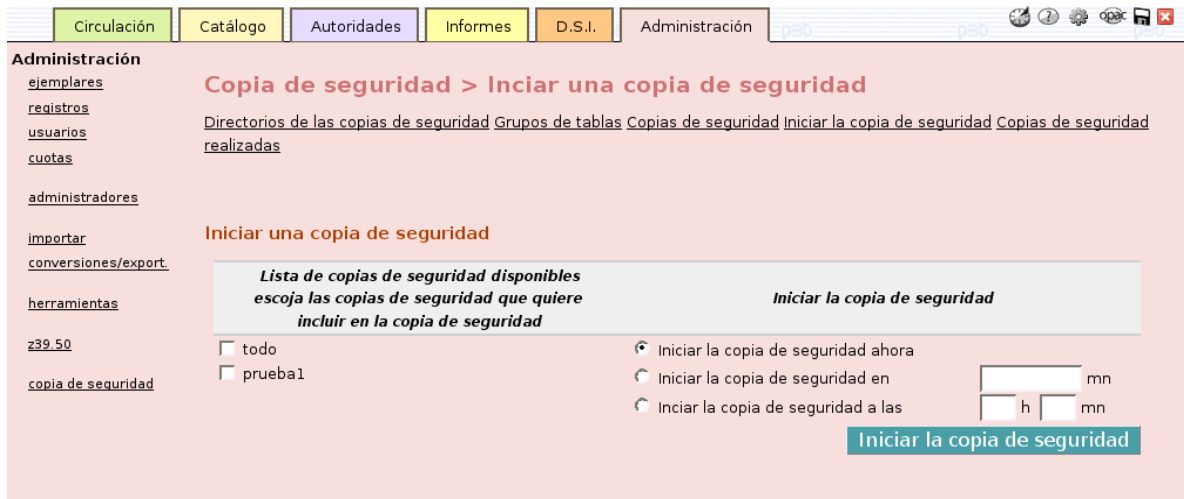 Circulación Catálogo Autoridades Informes D.S.I. Administración opac
Administración
ejemplares
registros
usuarios
cuotas
administradores
importar
conversiones/export.
herramientas
z39.50
copia de seguridad
Copia de seguridad > Inciar una copia de seguridad
Directorios de las copias de seguridad Grupos de tablas Copias de seguridad Iniciar la copia de seguridad Copias de seguridad
realizadas
Iniciar una copia de seguridad
Lista de copias de seguridad disponibles
escoja las copias de seguridad que quiere
incluir en la copia de seguridad
Iniciar la copia de seguridad
todo
prueba1
Iniciar la copia de seguridad ahora
Iniciar la copia de seguridad en mn
Inciar la copia de seguridad a las h mn
Iniciar la copia de seguridad